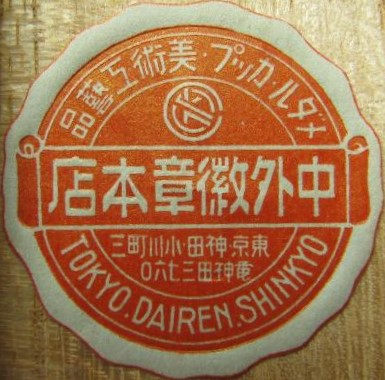 メダル・カップ・美術工藝品
中外徽章本店
東京・神田・小川町三
電神田三七六〇
TOKYO.DAIREN.SHINKYO